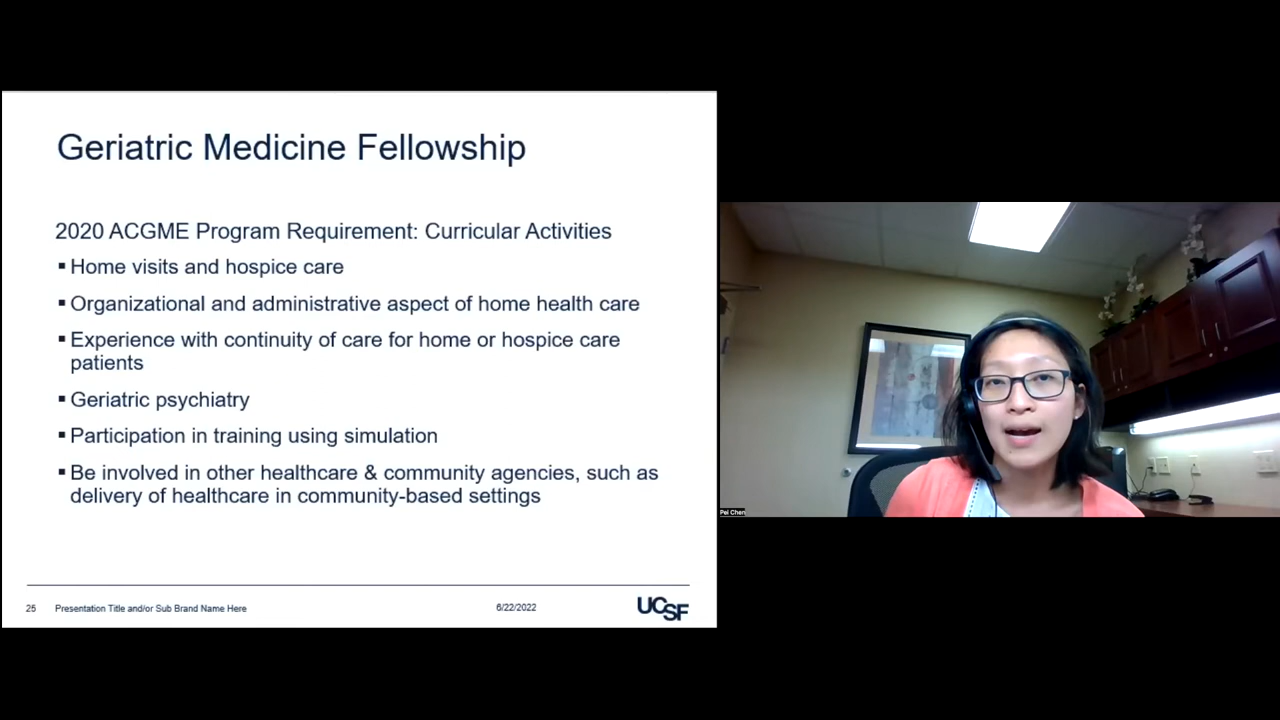 Geriatric Medicine Fellowship
2020 ACGME Program Requirement: Curricular Activities
▪ Home visits and hospice care
▪ Organizational and administrative aspect of home health care
▪ Experience with continuity of care for home or hospice care
patients
▪ Geriatric psychiatry
▪ Participation in training using simulation
▪ Be involved in other healthcare & community agencies, such as
delivery of healthcare in community-based settings
25 Presentation Title and/or Sub Brand Name Here 6/22/2022 UCSF
Pei Chen